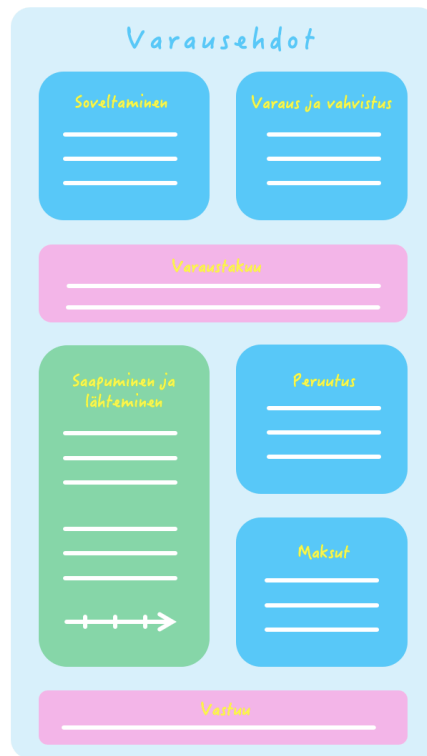 Varausehdot
Soveltaminen
Varaus ja vahvistus
Varaustakuu
Saapuminen ja
lähteminen
Peruutus
Maksut
Vastuu